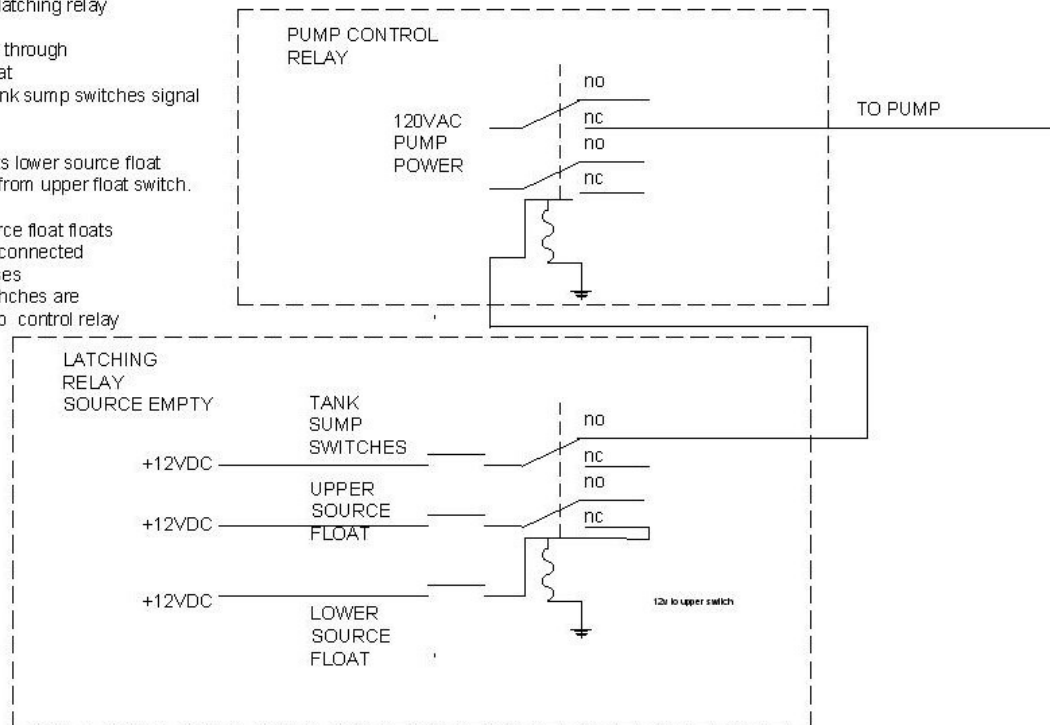 latching relay
through
at
nk sump switches signal
s lower source float
from upper float switch.
rce float floats
connected
es
hches are
o control relay
PUMP CONTROL
RELAY
no
nc
no
nc
120VAC
PUMP
POWER
TO PUMP
LATCHING
RELAY
SOURCE EMPTY
TANK
SUMP
SWITCHES
+12VDC
UPPER
SOURCE
FLOAT
+12VDC
+12VDC
LOWER
SOURCE
FLOAT
no
nc
no
nc
12v to upper switch